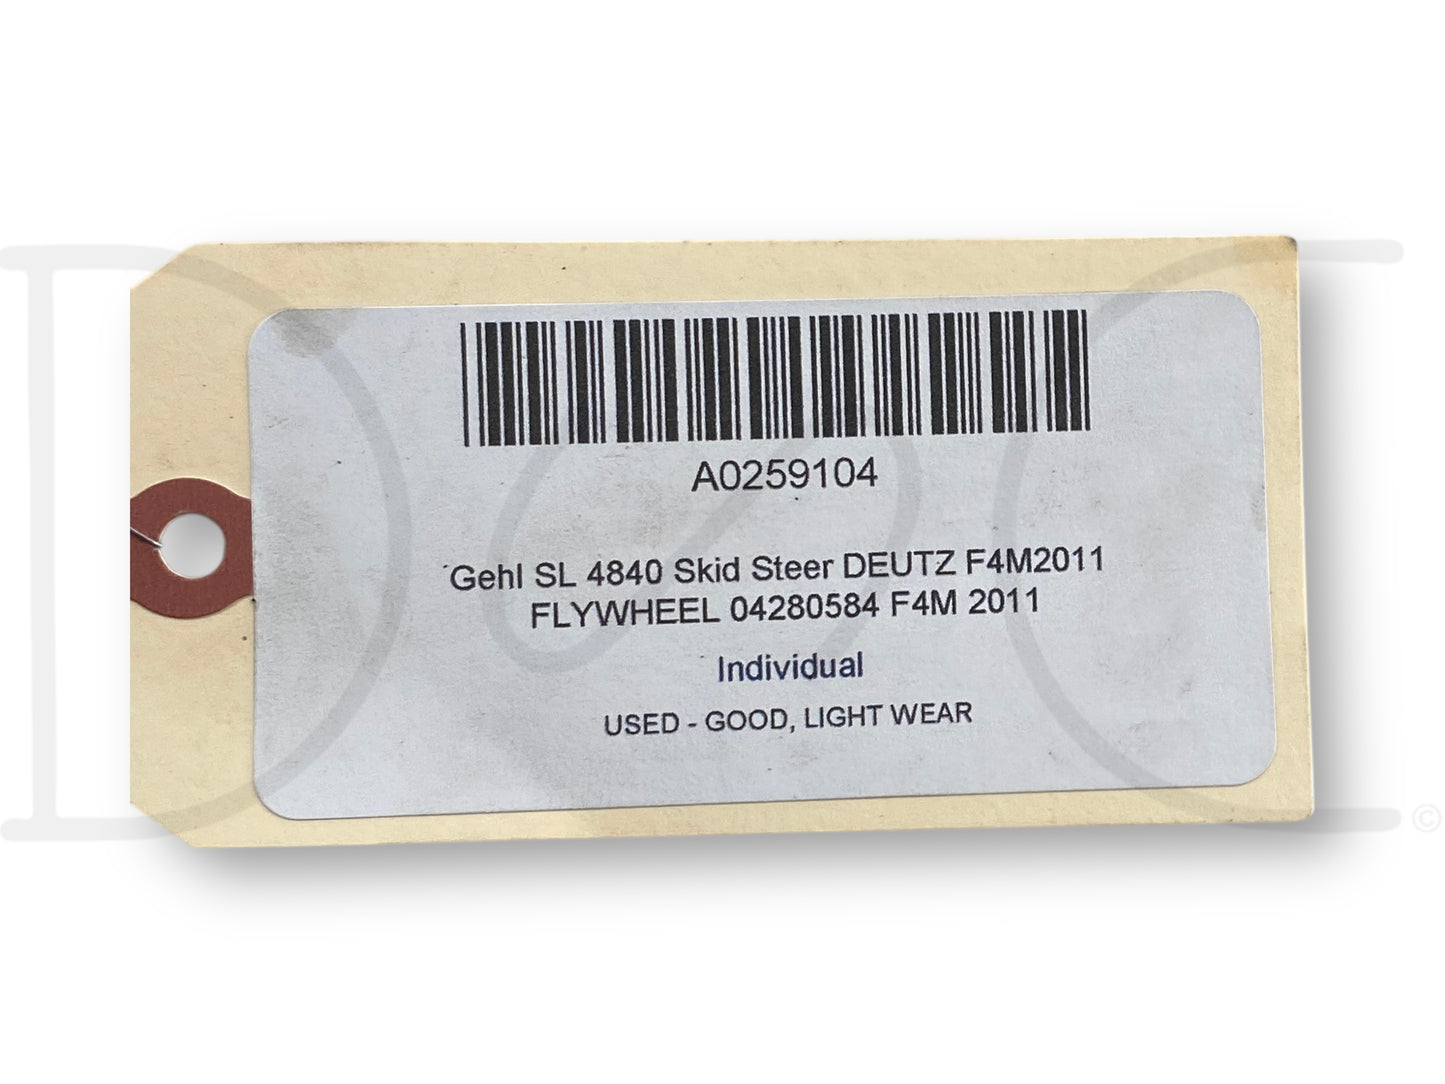 A0259104
Gehl SL 4840 Skid Steer DEUTZ F4M2011
FLYWHEEL 04280584 F4M 2011
Individual
USED - GOOD, LIGHT WEAR
©